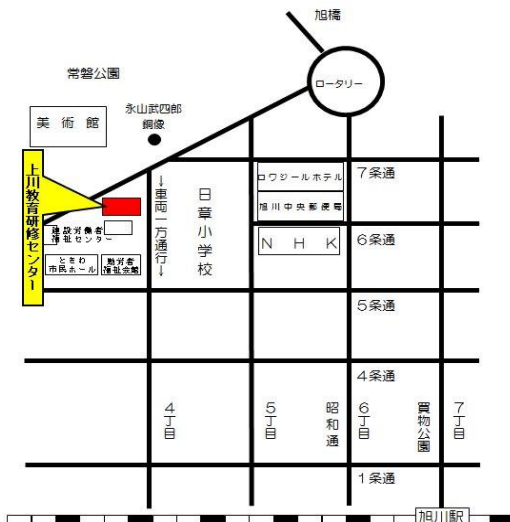 旭橋
ロータリー
常磐公園
永山武四郎
銅像
美術館
上川教育研修センター
ロワジールホテル
7条通
旭川中央郵便局
↓車両一方通行↓
日章小学校
建設労働者
福祉センター
NHK
6条通
ときわ
市民ホール
勤労者
福祉会館
5条通
4条通
4丁目
5丁目
昭和通
6丁目
買物公園
7丁目
1条通
旭川駅